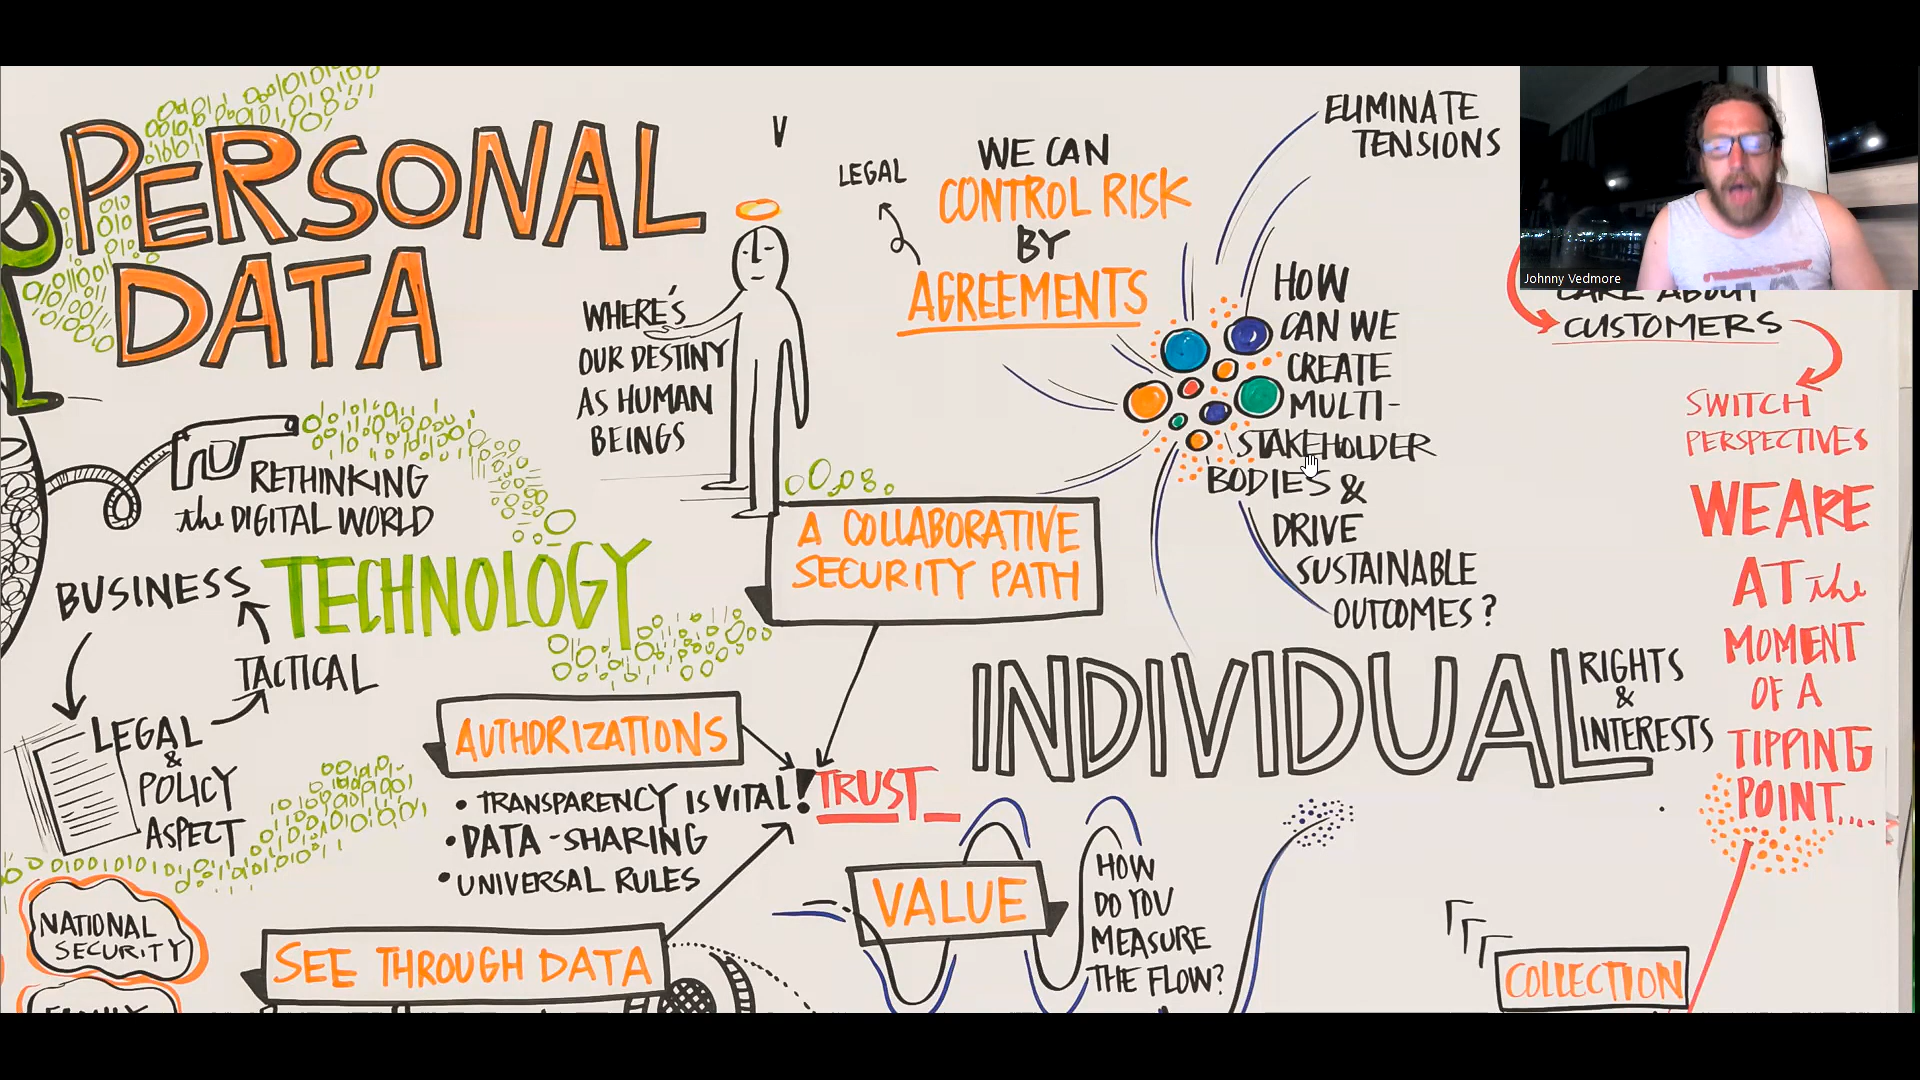 PERSONAL
DATA
V
WHERE'S
OUR DESTINY
AS HUMAN
BEINGS
LEGAL
WE CAN
CONTROL RISK
BY
AGREEMENTS
ELIMINATE
TENSIONS
HOW
CAN WE
CREATE
MULTI-
STAKEHOLDER
BODIES &
DRIVE
SUSTAINABLE
OUTCOMES?
Johnny Vedmore
CARE ABOUT
CUSTOMERS
SWITCH
PERSPECTIVES
WE ARE
AT the
MOMENT
OF A
TIPPING
POINT....
RETHINKING
the DIGITAL WORLD
TECHNOLOGY
BUSINESS
TACTICAL
LEGAL
&
POLICY
ASPECT
A COLLABORATIVE
SECURITY PATH
AUTHORIZATIONS
• TRANSPARENCY IS VITAL!
• DATA-SHARING
• UNIVERSAL RULES
TRUST
INDIVIDUAL
RIGHTS
&
INTERESTS
NATIONAL
SECURITY
FAMILY
SEE THROUGH DATA
VALUE
HOW
DO YOU
MEASURE
THE FLOW?
COLLECTION